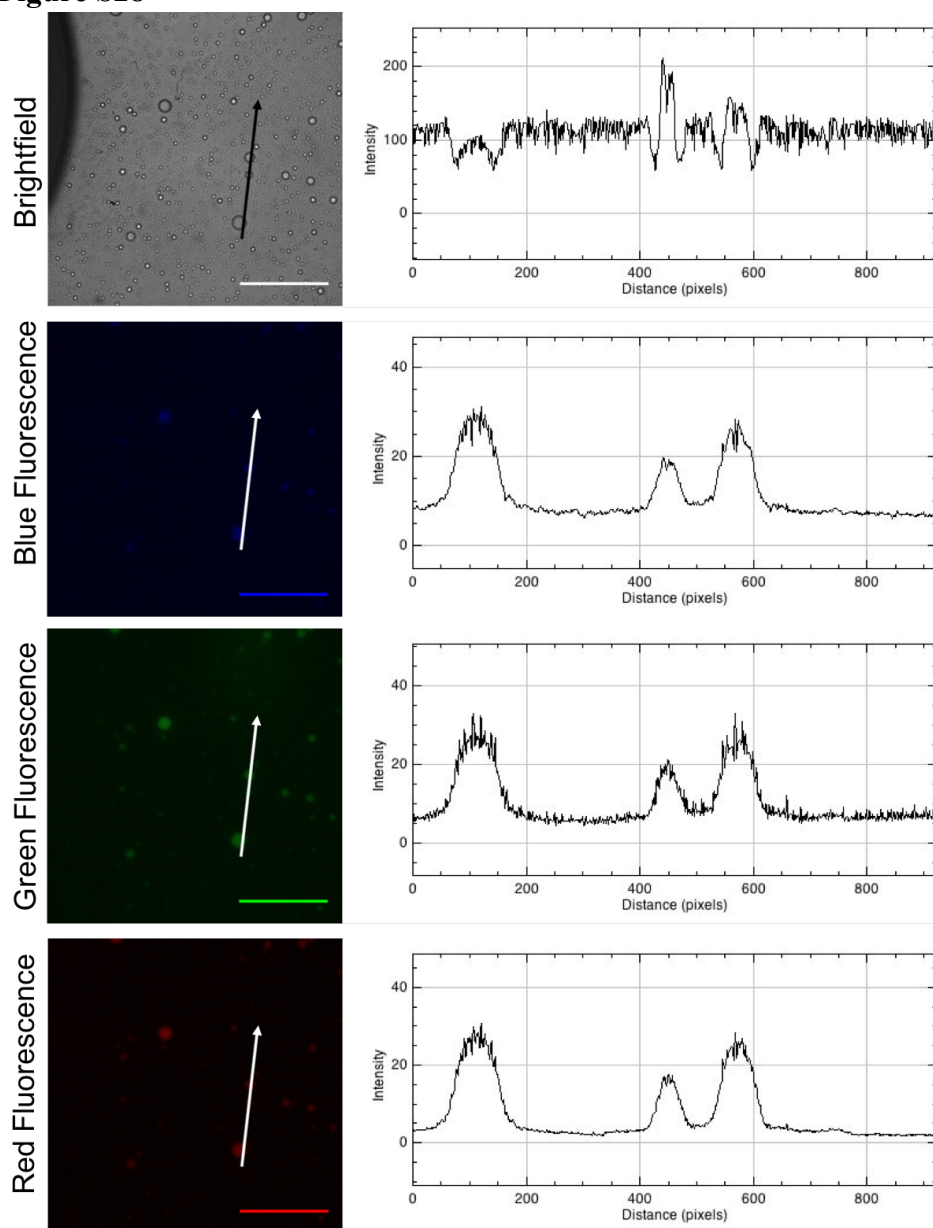 Figure
Brightfield
Intensity
200
100
0
0 200 400 600 800
Distance (pixels)
Blue Fluorescence
Intensity
40
20
0
0 200 400 600 800
Distance (pixels)
Green Fluorescence
Intensity
40
20
0
0 200 400 600 800
Distance (pixels)
Red Fluorescence
Intensity
40
20
0
0 200 400 600 800
Distance (pixels)